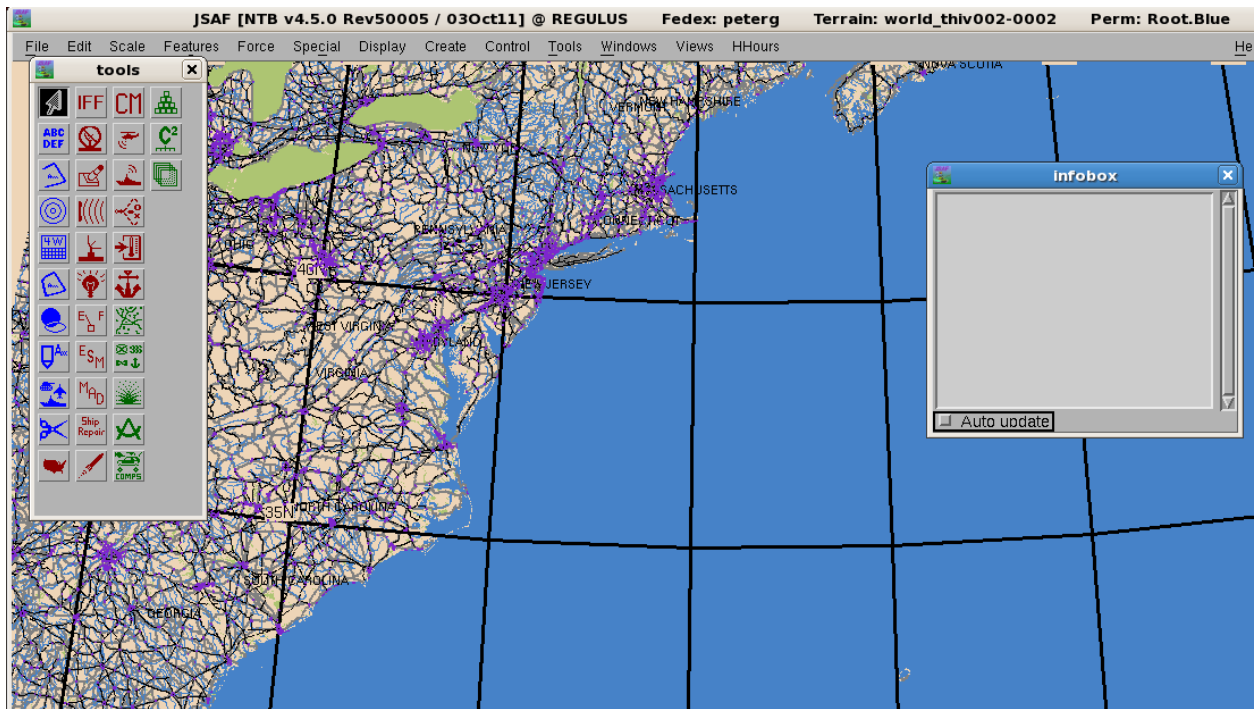 JSAF [NTB v4.5.0 Rev50005 / 03Oct11] @ REGULUS Fedex: peterg Terrain: world_thiv002-0002 Perm: Root.Blue
File Edit Scale Features Force Special Display Create Control Tools Windows Views HHours He
tools
IFF CM
ABC
DEF
C²
4W
E F
ESM
MAD
Ship
Repair
COMPS
NOVA SCOTIA
NEW HAMPSHIRE
VERMONT
NEW YORK
MASSACHUSETTS
CONNECTICUT
PENNSYLVANIA
OHIO
40N
NEW JERSEY
WEST VIRGINIA
MARYLAND
VIRGINIA
35N
NORTH CAROLINA
SOUTH CAROLINA
GEORGIA
infobox
Auto update